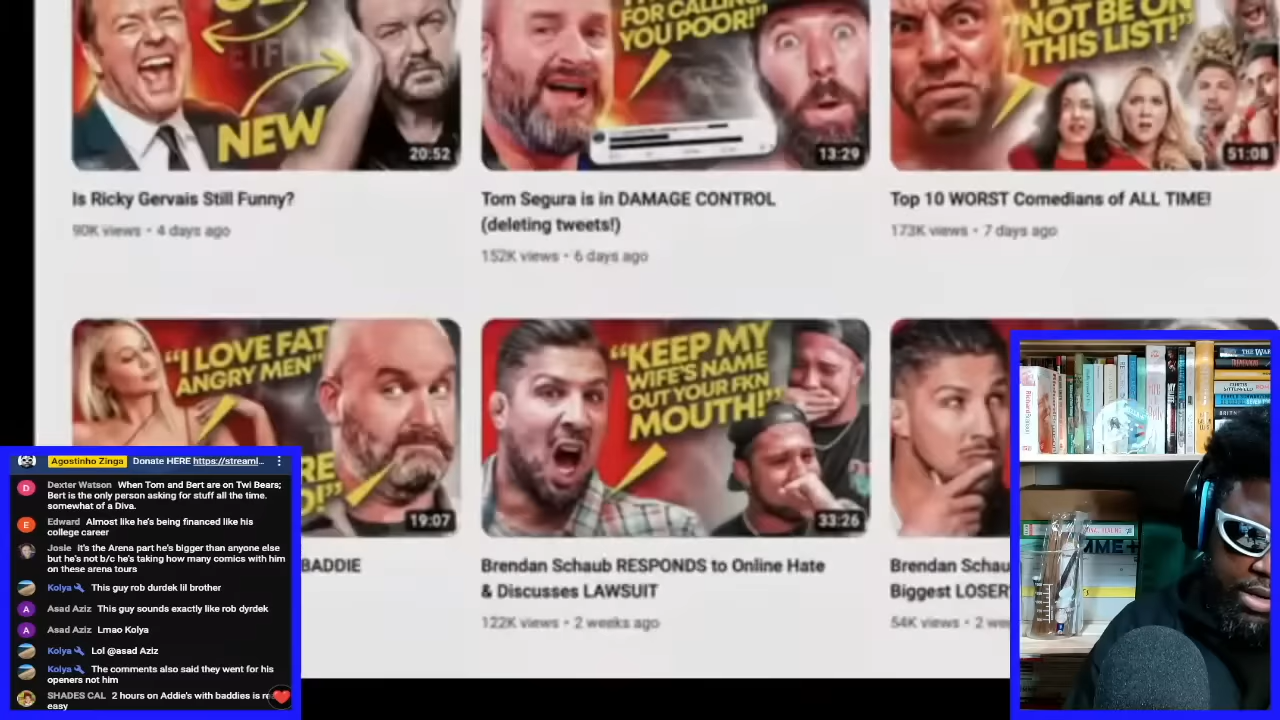 FOR CALLING
YOU POOR!"
"NOT BE ON
THIS LIST!"
NEW
20:52
13:29
51:08
Is Ricky Gervais Still Funny?
90K views • 4 days ago
Tom Segura is in DAMAGE CONTROL
(deleting tweets!)
152K views • 6 days ago
Top 10 WORST Comedians of ALL TIME!
173K views • 7 days ago
"I LOVE FAT
ANGRY MEN"
19:07
"KEEP MY
WIFE'S NAME
OUT YOUR FKN
MOUTH!"
33:26
BADDIE
Brendan Schaub RESPONDS to Online Hate
& Discusses LAWSUIT
122K views • 2 weeks ago
Brendan Schau
Biggest LOSER
54K views • 2 we
Agostinho Zinga Donate HERE https://streaml...
Dexter Watson When Tom and Bert are on Twi Bears;
Bert is the only person asking for stuff all the time.
somewhat of a Diva.
Edward Almost like he's being financed like his
college career
Josie it's the Arena part he's bigger than anyone else
but he's not b/c he's taking how many comics with him
on these arena tours
Kolya This guy rob durdek lil brother
Asad Aziz This guy sounds exactly like rob dyrdek
Asad Aziz Lmao Kolya
Kolya Lol @asad Aziz
Kolya The comments also said they went for his
openers not him
SHADES CAL 2 hours on Addie's with baddies is re
easy